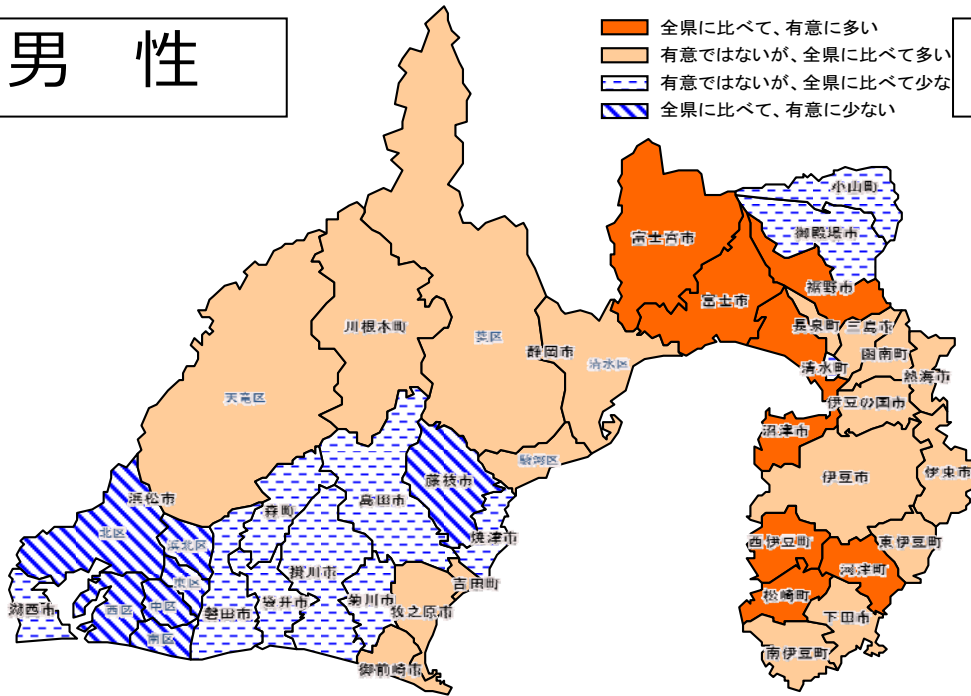 男 性
全県に比べて、有意に多い
有意ではないが、全県に比べて多い
有意ではないが、全県に比べて少な
全県に比べて、有意に少ない
小山町
御殿場市
富士宮市
裾野市
富士市
長泉町
三島市
函南町
清水町
熱海市
伊豆の国市
沼津市
伊豆市
伊東市
西伊豆町
東伊豆町
河津町
松崎町
下田市
南伊豆町
川根本町
葵区
静岡市
清水区
天竜区
駿河区
藤枝市
島田市
浜松市
森町
焼津市
北区
浜北区
掛川市
東区
吉田町
湖西市
西区
中区
磐田市
袋井市
菊川市
牧之原市
南区
御前崎市